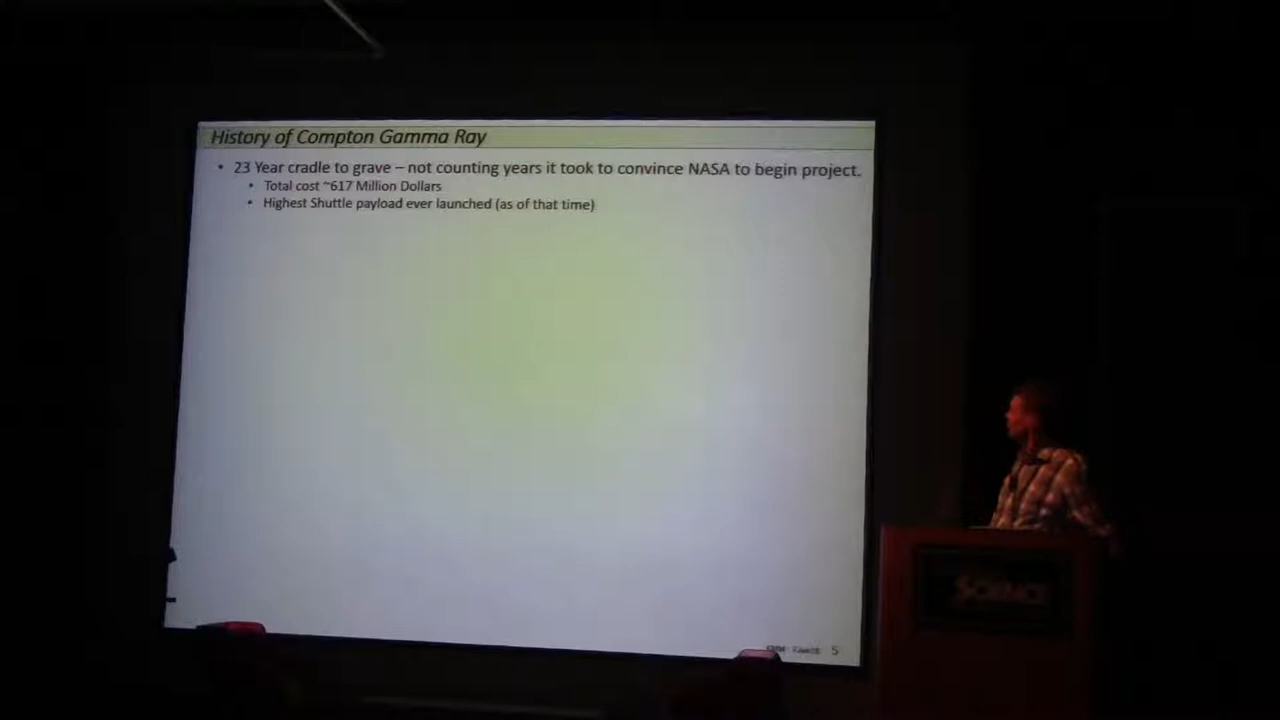 History of Compton Gamma Ray
• 23 Year cradle to grave – not counting years it took to convince NASA to begin project.
• Total cost ~617 Million Dollars
• Highest Shuttle payload ever launched (as of that time)
5
SCIENCE